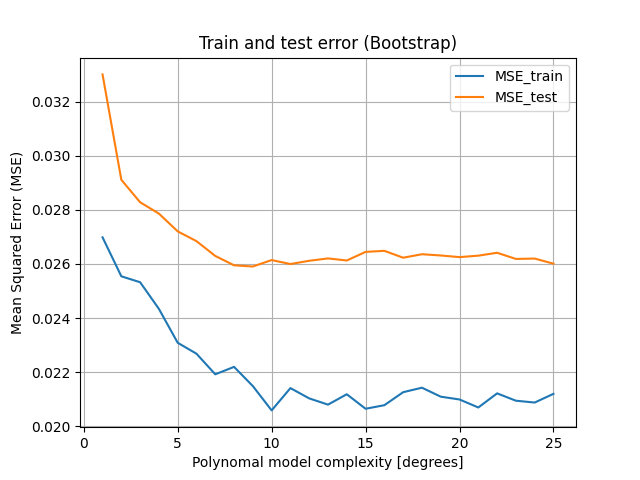 Train and test error (Bootstrap)
MSE_train
MSE_test
Mean Squared Error (MSE)
0.032
0.030
0.028
0.026
0.024
0.022
0.020
0 5 10 15 20 25
Polynomal model complexity [degrees]